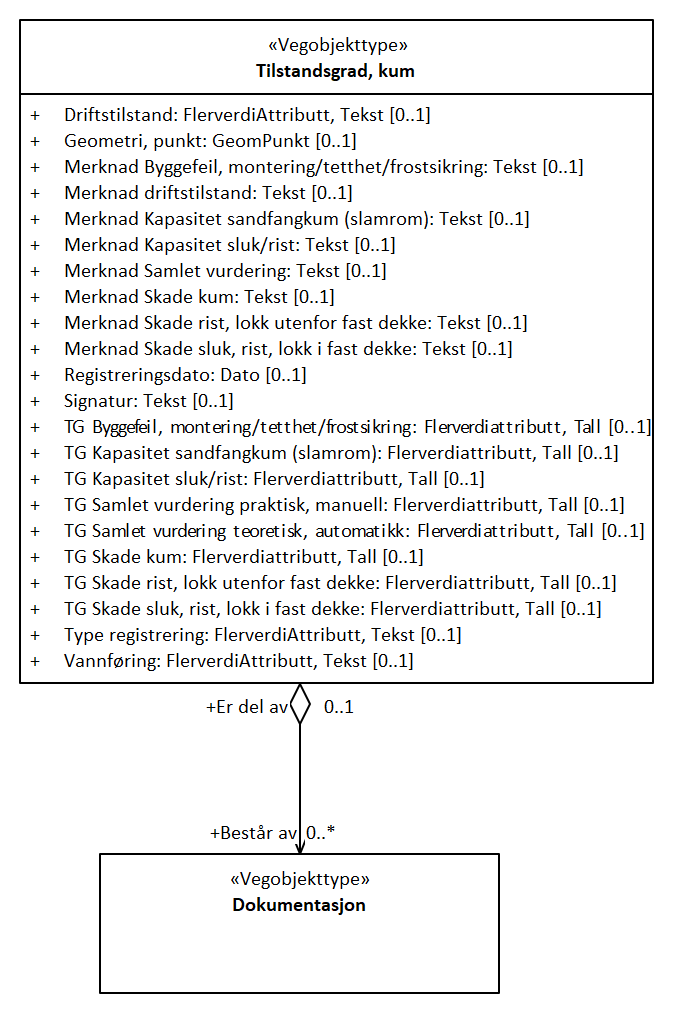 «Vegobjekttype»
Tilstandsgrad, kum
+ Driftstilstand: FlerverdiAttributt, Tekst [0..1]
+ Geometri, punkt: GeomPunkt [0..1]
+ Merknad Byggefeil, montering/tetthet/frostsikring: Tekst [0..1]
+ Merknad driftstilstand: Tekst [0..1]
+ Merknad Kapasitet sandfangkum (slamrom): Tekst [0..1]
+ Merknad Kapasitet sluk/rist: Tekst [0..1]
+ Merknad Samlet vurdering: Tekst [0..1]
+ Merknad Skade kum: Tekst [0..1]
+ Merknad Skade rist, lokk utenfor fast dekke: Tekst [0..1]
+ Merknad Skade sluk, rist, lokk i fast dekke: Tekst [0..1]
+ Registreringsdato: Dato [0..1]
+ Signatur: Tekst [0..1]
+ TG Byggefeil, montering/tetthet/frostsikring: Flerverdiattributt, Tall [0..1]
+ TG Kapasitet sandfangkum (slamrom): Flerverdiattributt, Tall [0..1]
+ TG Kapasitet sluk/rist: Flerverdiattributt, Tall [0..1]
+ TG Samlet vurdering praktisk, manuell: Flerverdiattributt, Tall [0..1]
+ TG Samlet vurdering teoretisk, automatikk: Flerverdiattributt, Tall [0..1]
+ TG Skade kum: Flerverdiattributt, Tall [0..1]
+ TG Skade rist, lokk utenfor fast dekke: Flerverdiattributt, Tall [0..1]
+ TG Skade sluk, rist, lokk i fast dekke: Flerverdiattributt, Tall [0..1]
+ Type registrering: FlerverdiAttributt, Tekst [0..1]
+ Vannføring: FlerverdiAttributt, Tekst [0..1]
+Er del av 0..1
+Består av 0..*
«Vegobjekttype»
Dokumentasjon